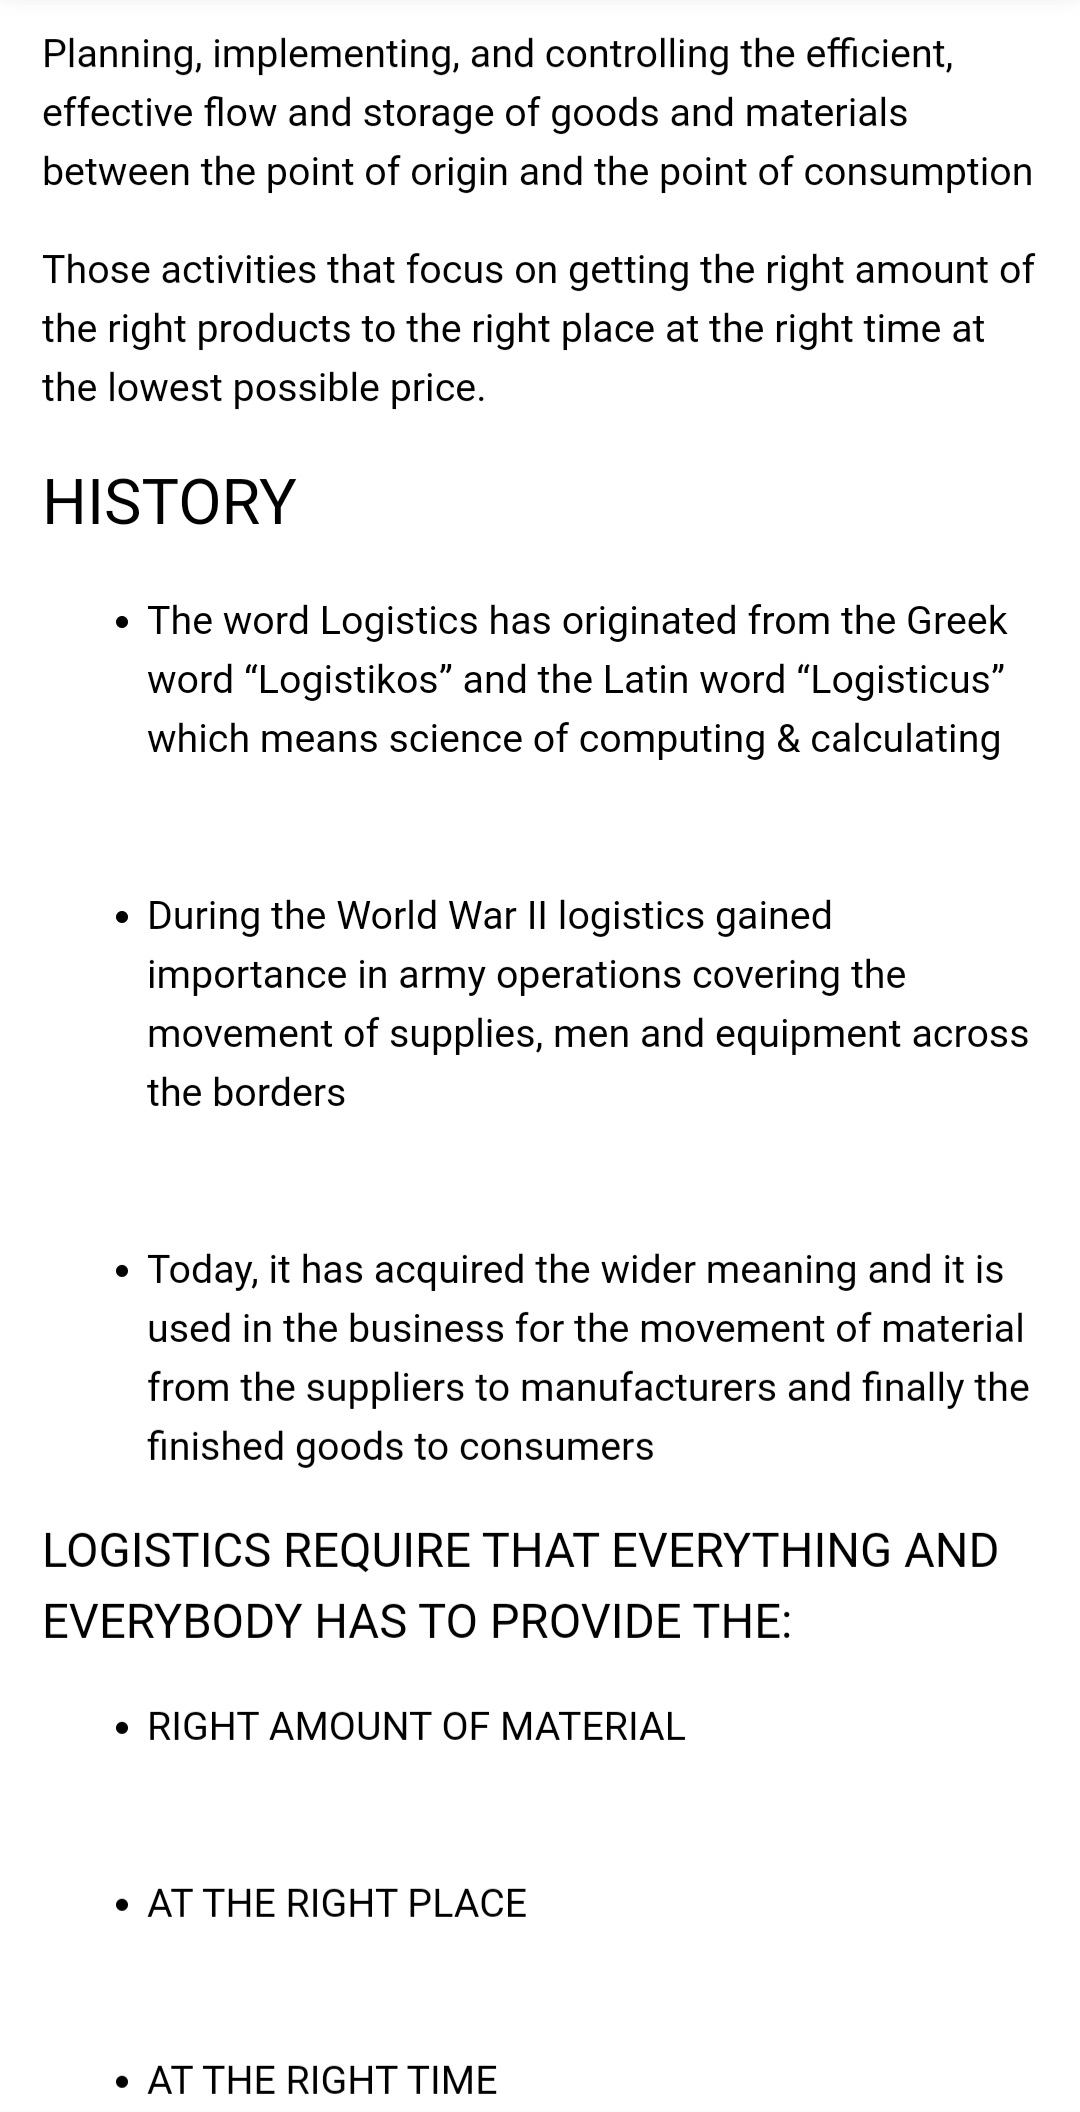 Planning, implementing, and controlling the efficient,
effective flow and storage of goods and materials
between the point of origin and the point of consumption
Those activities that focus on getting the right amount of
the right products to the right place at the right time at
the lowest possible price.
HISTORY
• The word Logistics has originated from the Greek
word “Logistikos” and the Latin word “Logisticus”
which means science of computing & calculating
• During the World War II logistics gained
importance in army operations covering the
movement of supplies, men and equipment across
the borders
• Today, it has acquired the wider meaning and it is
used in the business for the movement of material
from the suppliers to manufacturers and finally the
finished goods to consumers
LOGISTICS REQUIRE THAT EVERYTHING AND
EVERYBODY HAS TO PROVIDE THE:
• RIGHT AMOUNT OF MATERIAL
• AT THE RIGHT PLACE
• AT THE RIGHT TIME